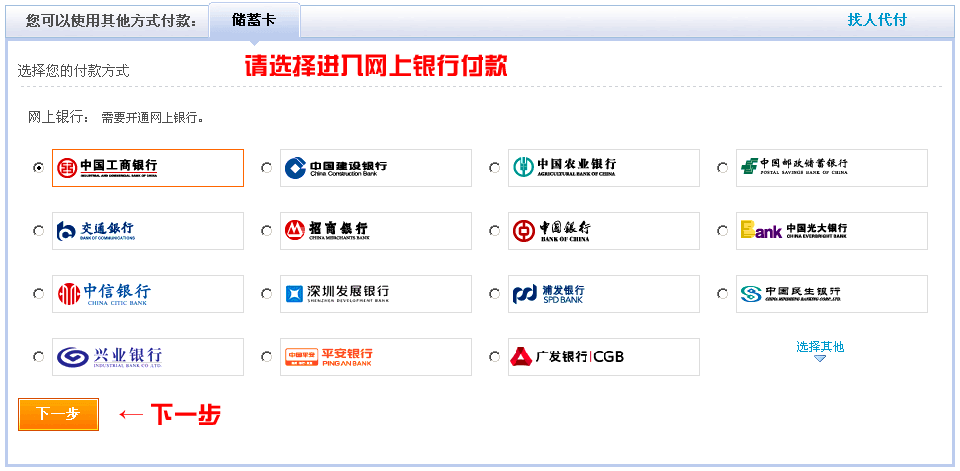 您可以使用其他方式付款: 储蓄卡 找人代付
请选择进入网上银行付款
选择您的付款方式
网上银行: 需要开通网上银行。
中国工商银行
INDUSTRIAL AND COMMERCIAL BANK OF CHINA
中国建设银行
China Construction Bank
中国农业银行
AGRICULTURAL BANK OF CHINA
中国邮政储蓄银行
POSTAL SAVINGS BANK OF CHINA
交通銀行
BANK OF COMMUNICATIONS
招商銀行
CHINA MERCHANTS BANK
中国銀行
BANK OF CHINA
Bank 中国光大银行
CHINA EVERBRIGHT BANK
中信银行
CHINA CITIC BANK
深圳发展银行
SHENZHEN DEVELOPMENT BANK
浦发银行
SPD BANK
中国民生银行
CHINA MINSHENG BANKING CORP.,LTD.
兴业银行
INDUSTRIAL BANK CO.,LTD.
中国平安 平安银行
PING AN BANK
广发银行|CGB
选择其他
下一步 ← 下一步